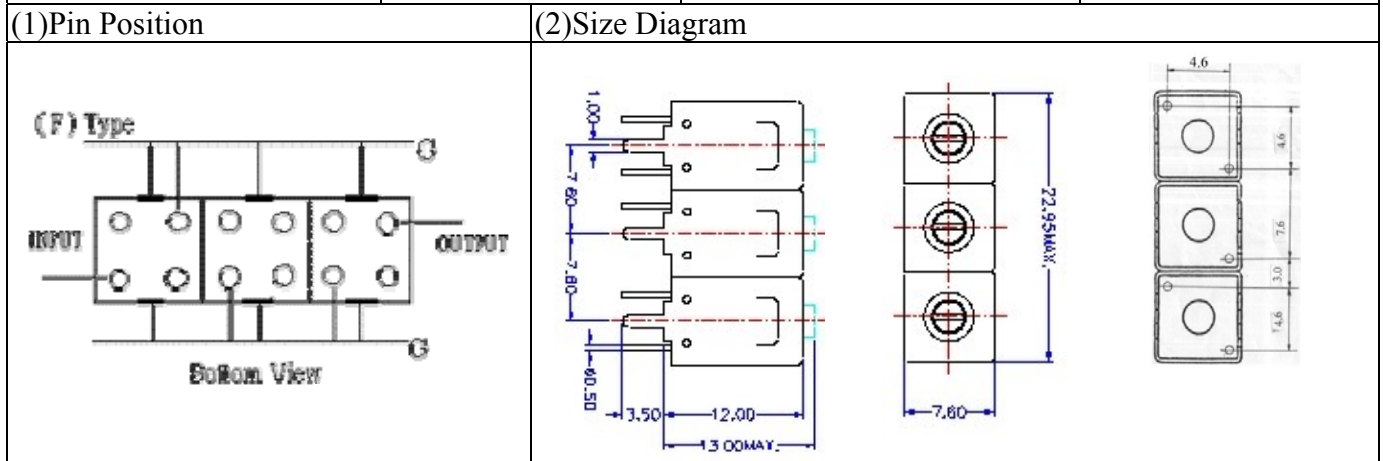 (1)Pin Position
(2)Size Diagram
(F) Type
G
INPUT
OUTPUT
G
Bottom View
1.00
7.60
7.60
60.50
3.50
12.00
13.00MAX.
22.95MAX.
7.60
4.6
4.6
7.6
3.0
4.6